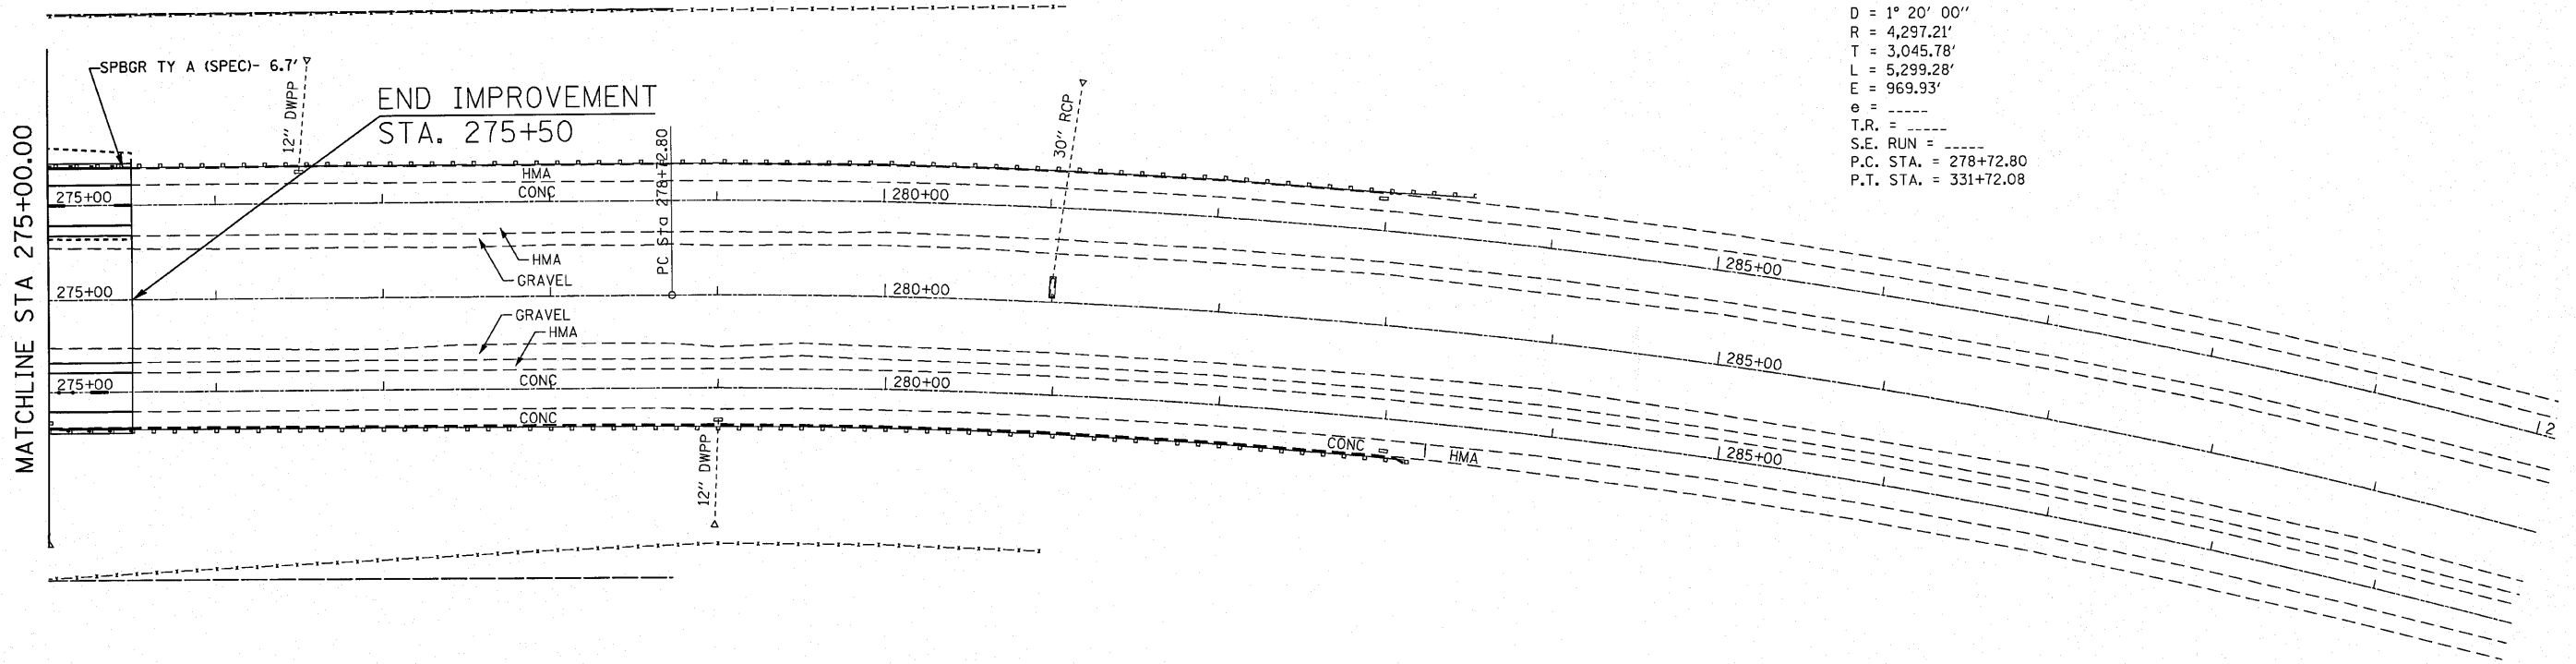 D = 1° 20' 00"
R = 4,297.21'
T = 3,045.78'
L = 5,299.28'
E = 969.93'
e = _____
T.R. = _____
S.E. RUN = _____
P.C. STA. = 278+72.80
P.T. STA. = 331+72.08
SPBGR TY A (SPEC)- 6.7'
12" DWPP
END IMPROVEMENT
STA. 275+50
PC Sta 278+72.80
30" RCP
MATCHLINE STA 275+00.00
HMA
CONC
275+00
280+00
285+00
HMA
GRAVEL
275+00
280+00
285+00
GRAVEL
HMA
275+00
CONC
280+00
285+00
CONC
CONC
HMA
12" DWPP